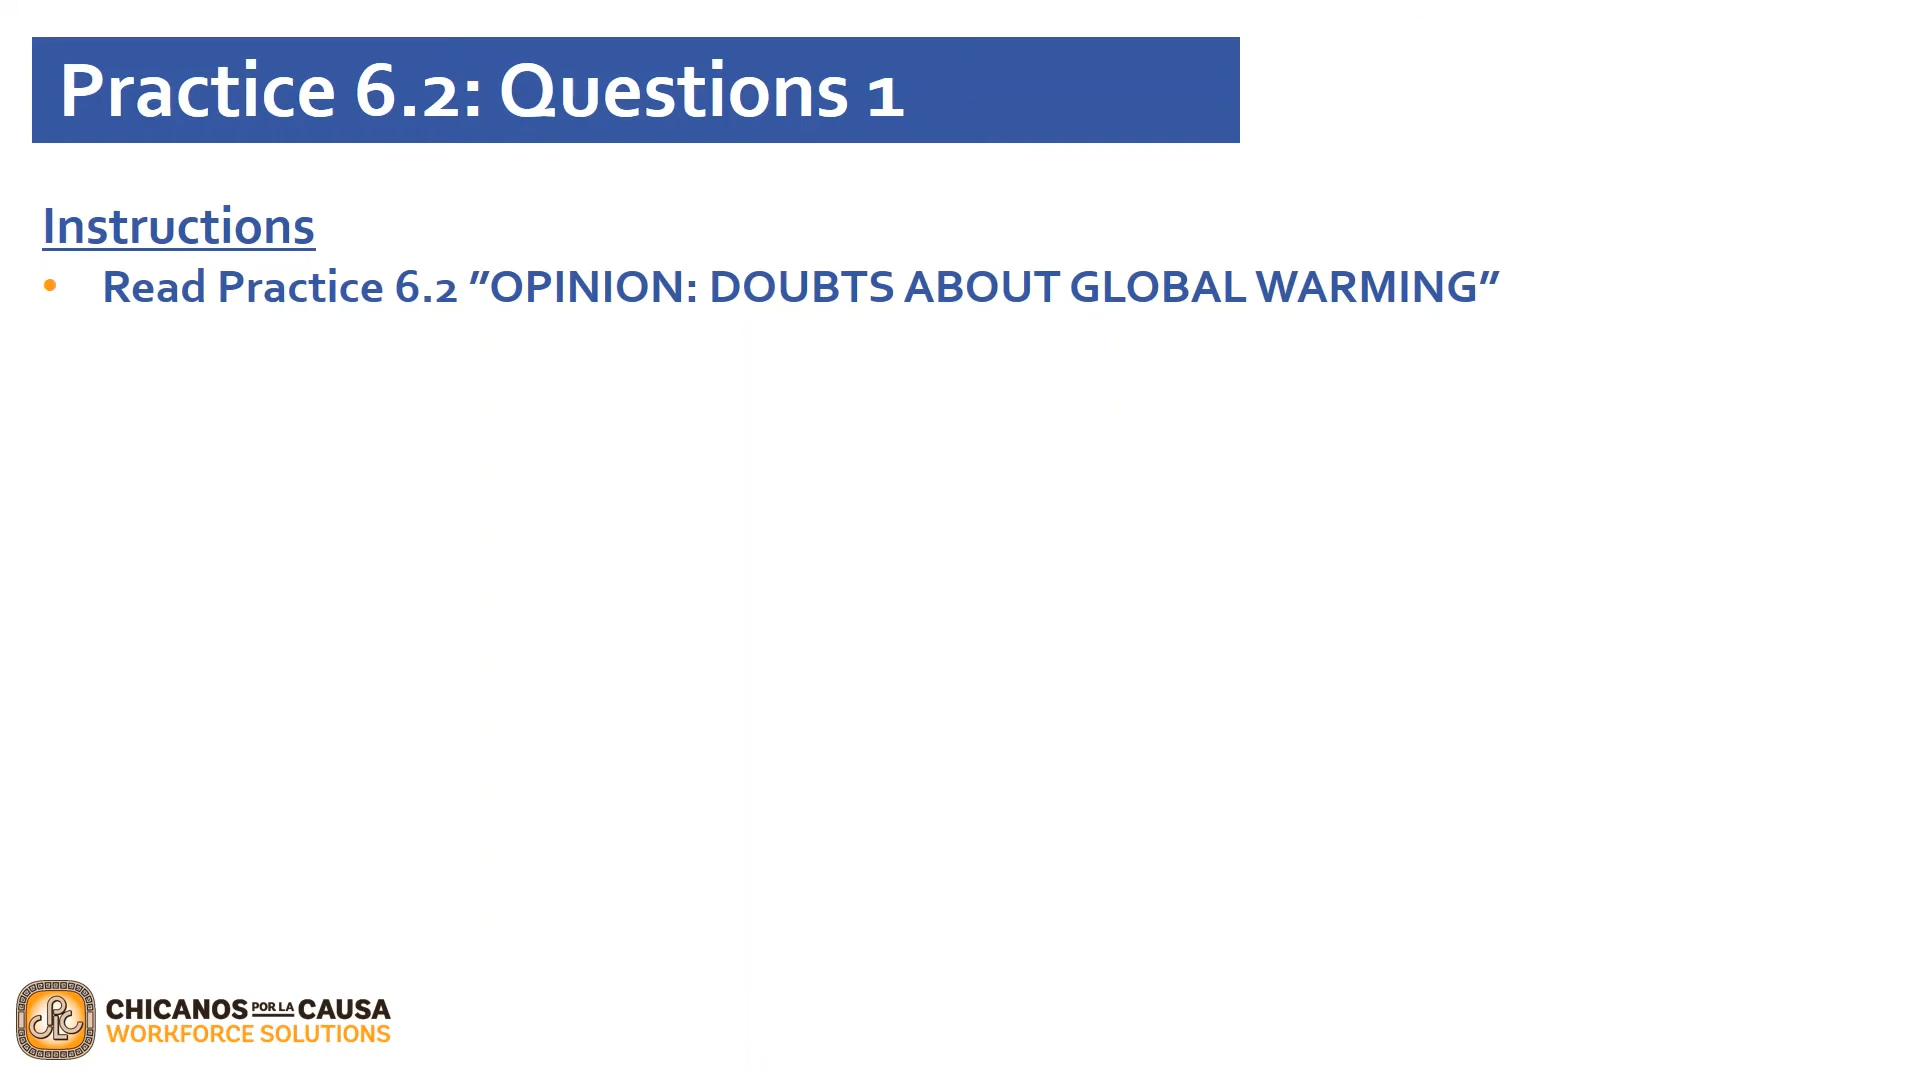 Practice 6.2: Questions 1
Instructions
• Read Practice 6.2 "OPINION: DOUBTS ABOUT GLOBAL WARMING"
CHICANOS POR LA CAUSA
WORKFORCE SOLUTIONS